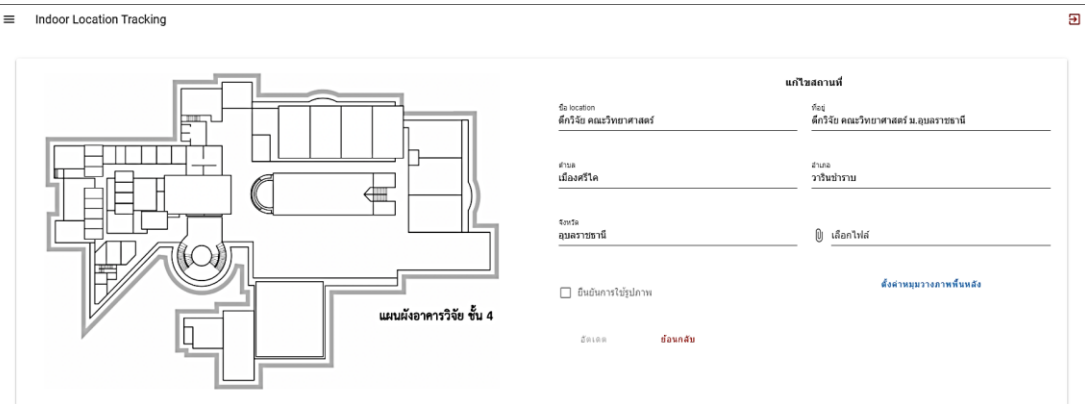 Indoor Location Tracking
แก้ไขสถานที่
ชื่อ location
ที่อยู่
ตึกวิจัย คณะวิทยาศาสตร์
ตึกวิจัย คณะวิทยาศาสตร์ ม.อุบลราชธานี
ตำบล
อำเภอ
เมืองศรีไค
วารินชำราบ
จังหวัด
อุบลราชธานี
เลือกไฟล์
ยืนยันการใช้รูปภาพ
ตั้งค่าหมุนวางภาพพื้นหลัง
อัตเดต
ย้อนกลับ
แผนผังอาคารวิจัย ชั้น 4